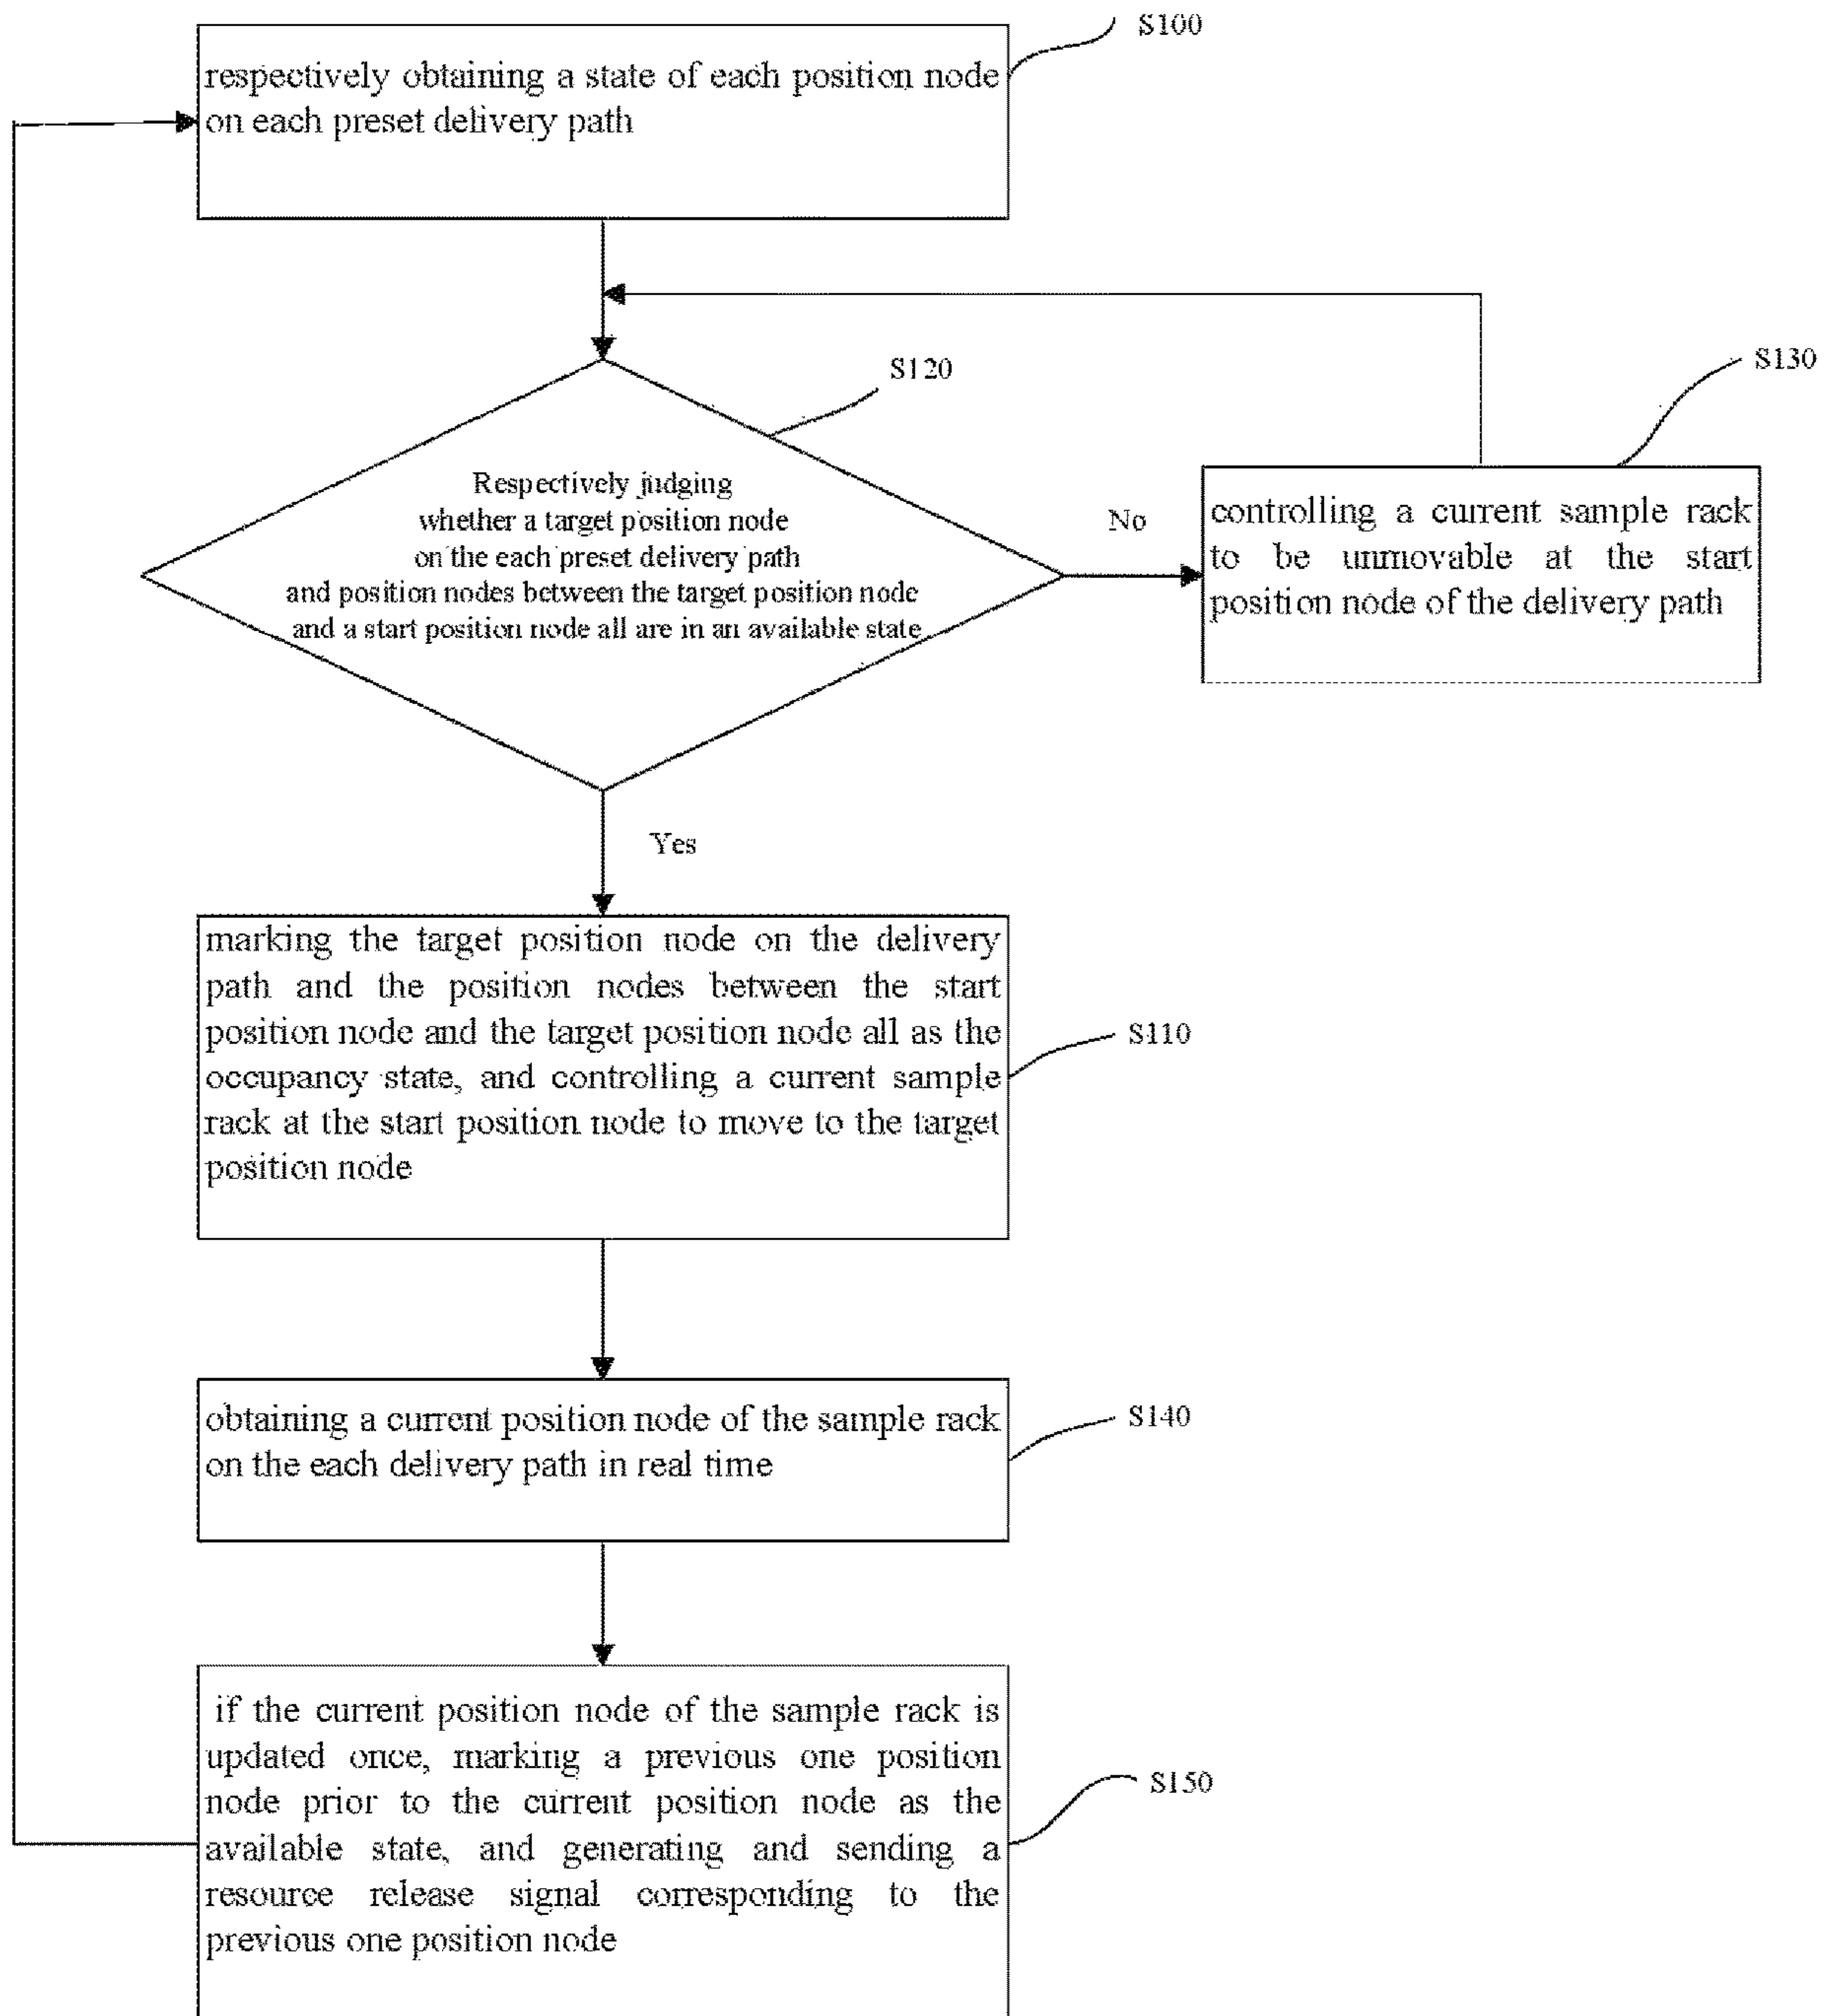 S100
respectively obtaining a state of each position node
on each preset delivery path
S120
S130
Respectively judging
whether a target position node
on the each preset delivery path
and position nodes between the target position node
and a start position node all are in an available state
No
controlling a current sample rack
to be unmovable at the start
position node of the delivery path
Yes
marking the target position node on the delivery
path and the position nodes between the start
position node and the target position node all as the
occupancy state, and controlling a current sample
rack at the start position node to move to the target
position node
S110
obtaining a current position node of the sample rack
on the each delivery path in real time
S140
if the current position node of the sample rack is
updated once, marking a previous one position
node prior to the current position node as the
available state, and generating and sending a
resource release signal corresponding to the
previous one position node
S150